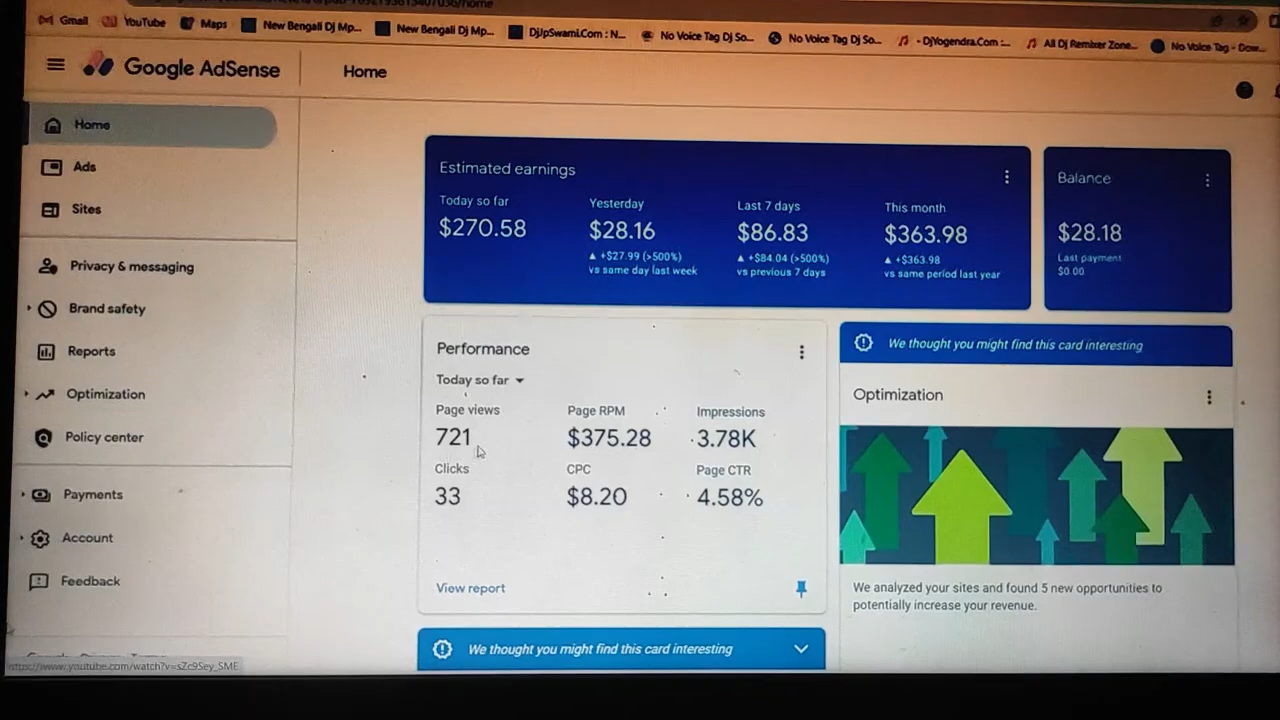 Gmail
YouTube
Maps
New Bengali Dj Mp...
New Bengali Dj Mp...
DjJpSwami.Com : N...
No Voice Tag Dj So...
No Voice Tag Dj So...
- DjYogendra.Com :...
All Dj Remixer Zone...
No Voice Tag - Dow...
Google AdSense
Home
Home
Ads
Sites
Privacy & messaging
Brand safety
Reports
Optimization
Policy center
Payments
Account
Feedback
https://www.youtube.com/watch?v=sZc9Sey_SME
Estimated earnings
Today so far
$270.58
Yesterday
$28.16
▲ +$27.99 (>500%)
vs same day last week
Last 7 days
$86.83
▲ +$84.04 (>500%)
vs previous 7 days
This month
$363.98
▲ +$363.98
vs same period last year
Balance
$28.18
Last payment
$0.00
Performance
Today so far
Page views
721
Page RPM
$375.28
Impressions
3.78K
Clicks
33
CPC
$8.20
Page CTR
4.58%
View report
We thought you might find this card interesting
Optimization
We analyzed your sites and found 5 new opportunities to
potentially increase your revenue.
We thought you might find this card interesting